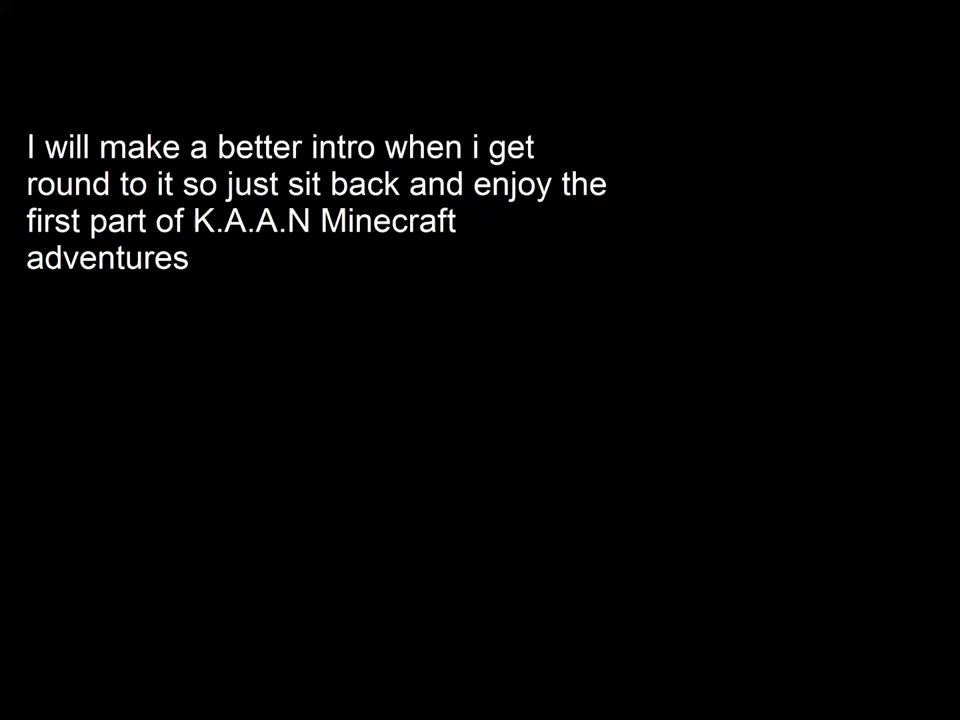 I will make a better intro when i get
round to it so just sit back and enjoy the
first part of K.A.A.N Minecraft
adventures